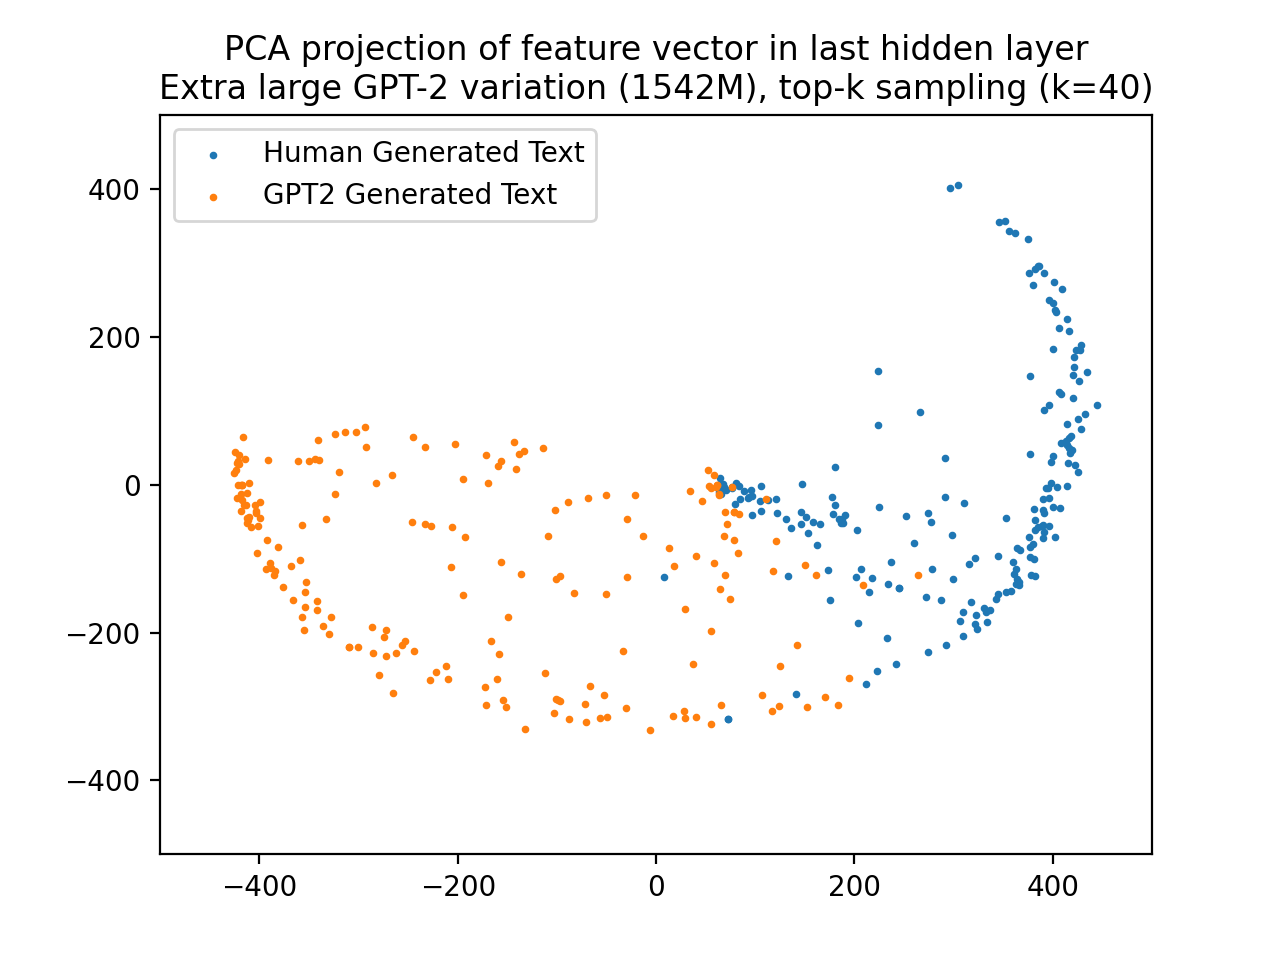 PCA projection of feature vector in last hidden layer
Extra large GPT-2 variation (1542M), top-k sampling (k=40)
Human Generated Text
GPT2 Generated Text
400
200
0
−200
−400
−400
−200
0
200
400